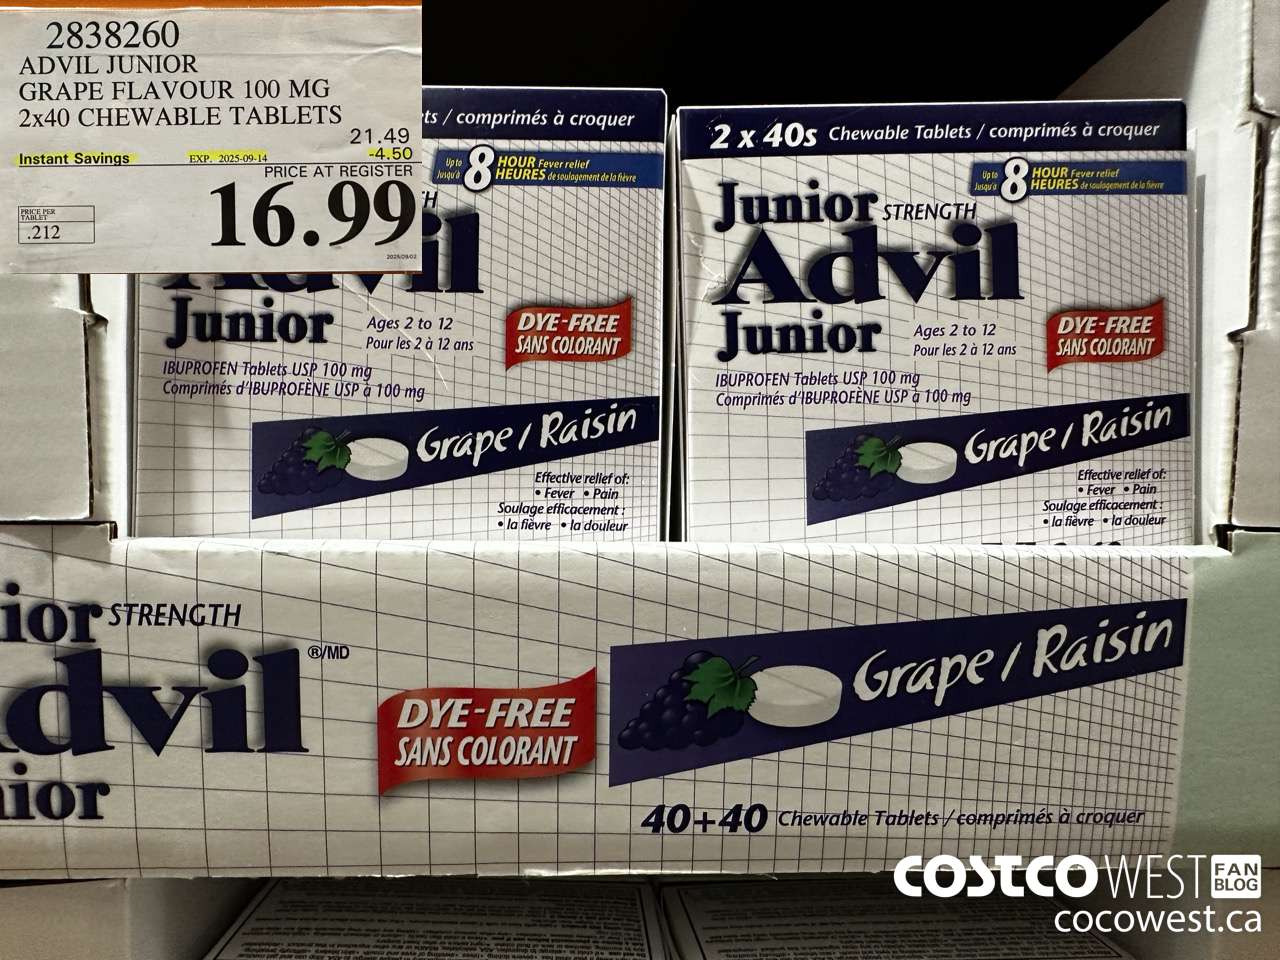 2838260
ADVIL JUNIOR
GRAPE FLAVOUR 100 MG
2x40 CHEWABLE TABLETS
21.49
Instant Savings EXP. 2025-09-14 -4.50
PRICE AT REGISTER
PRICE PER
TABLET
.212
16.99
2025/09/02
ts / comprimés à croquer
Up to
Jusqu'à
8 HOUR Fever relief
HEURES de soulagement de la fièvre
Advil
Junior
Ages 2 to 12
Pour les 2 à 12 ans
DYE-FREE
SANS COLORANT
IBUPROFEN Tablets USP 100 mg
Comprimés d'IBUPROFÈNE USP à 100 mg
Grape / Raisin
Effective relief of:
• Fever • Pain
Soulage efficacement :
• la fièvre • la douleur
2 x 40s Chewable Tablets / comprimés à croquer
Up to
Jusqu'à
8 HOUR Fever relief
HEURES de soulagement de la fièvre
Junior STRENGTH
Advil
Junior
Ages 2 to 12
Pour les 2 à 12 ans
DYE-FREE
SANS COLORANT
IBUPROFEN Tablets USP 100 mg
Comprimés d'IBUPROFÈNE USP à 100 mg
Grape / Raisin
Effective relief of:
• Fever • Pain
Soulage efficacement :
• la fièvre • la douleur
ior STRENGTH
dvil ®/MD
ior
DYE-FREE
SANS COLORANT
Grape / Raisin
40+40 Chewable Tablets / comprimés à croquer
COSTCO WEST FAN BLOG
cocowest.ca